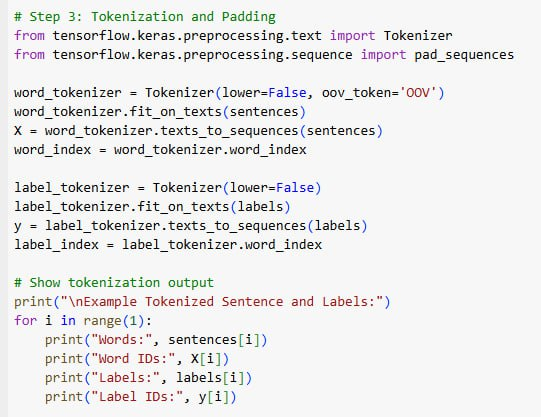 # Step 3: Tokenization and Padding
from tensorflow.keras.preprocessing.text import Tokenizer
from tensorflow.keras.preprocessing.sequence import pad_sequences

word_tokenizer = Tokenizer(lower=False, oov_token='OOV')
word_tokenizer.fit_on_texts(sentences)
X = word_tokenizer.texts_to_sequences(sentences)
word_index = word_tokenizer.word_index

label_tokenizer = Tokenizer(lower=False)
label_tokenizer.fit_on_texts(labels)
y = label_tokenizer.texts_to_sequences(labels)
label_index = label_tokenizer.word_index

# Show tokenization output
print("\nExample Tokenized Sentence and Labels:")
for i in range(1):
    print("Words:", sentences[i])
    print("Word IDs:", X[i])
    print("Labels:", labels[i])
    print("Label IDs:", y[i])